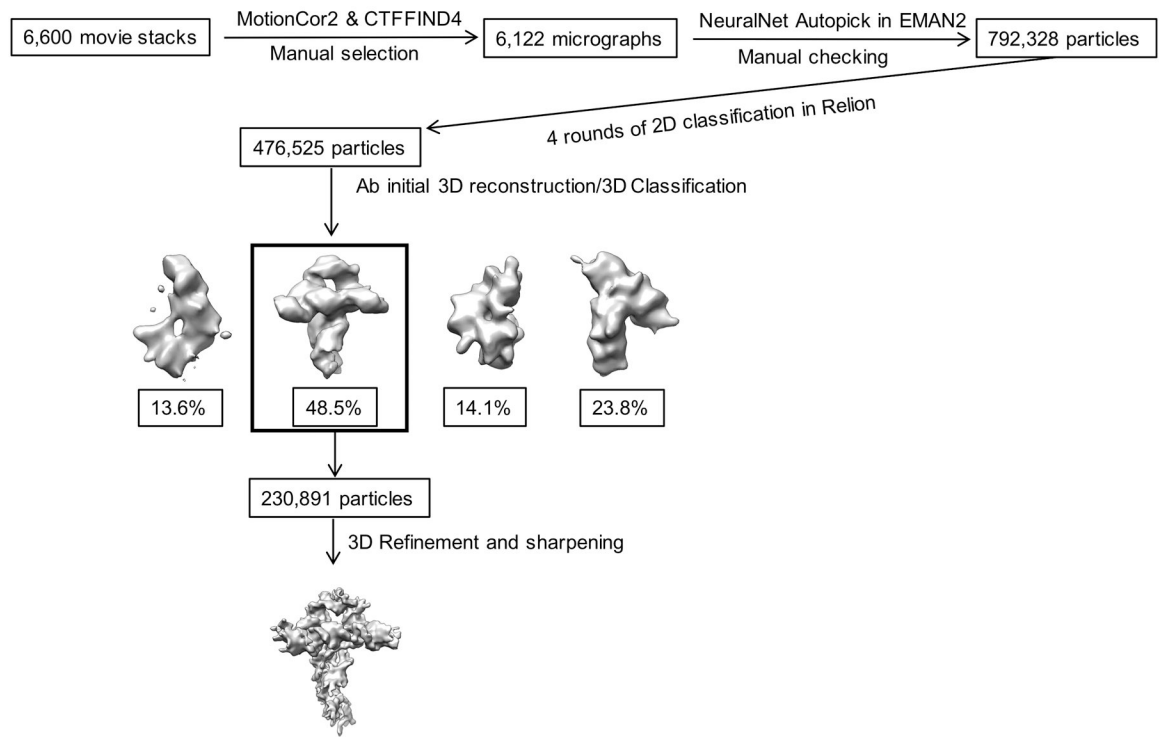 6,600 movie stacks
MotionCor2 & CTFFIND4
Manual selection
6,122 micrographs
NeuralNet Autopick in EMAN2
Manual checking
792,328 particles
4 rounds of 2D classification in Relion
476,525 particles
Ab initial 3D reconstruction/3D Classification
13.6%
48.5%
14.1%
23.8%
230,891 particles
3D Refinement and sharpening